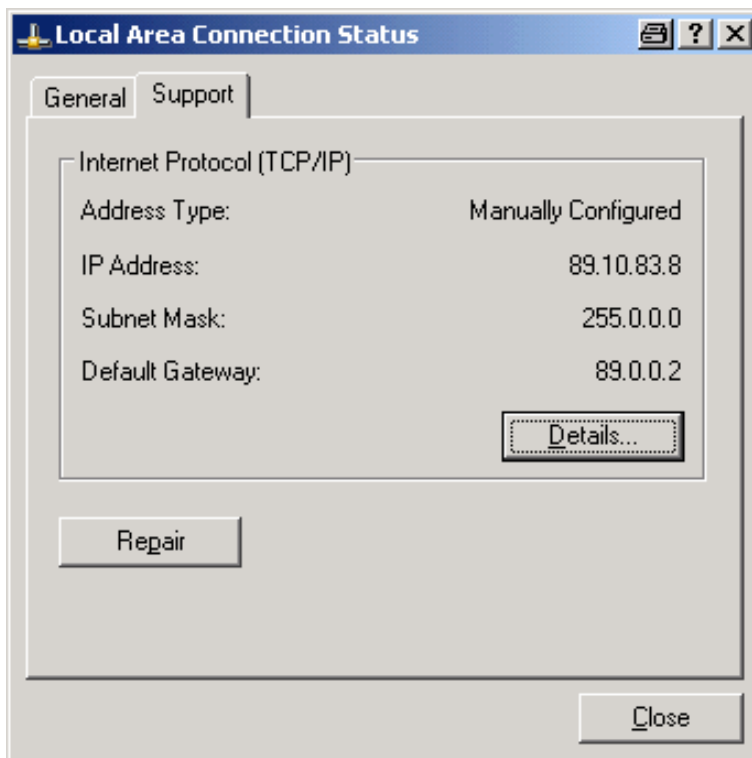 Local Area Connection Status
General
Support
Internet Protocol (TCP/IP)
Address Type: Manually Configured
IP Address: 89.10.83.8
Subnet Mask: 255.0.0.0
Default Gateway: 89.0.0.2
Details...
Repair
Close